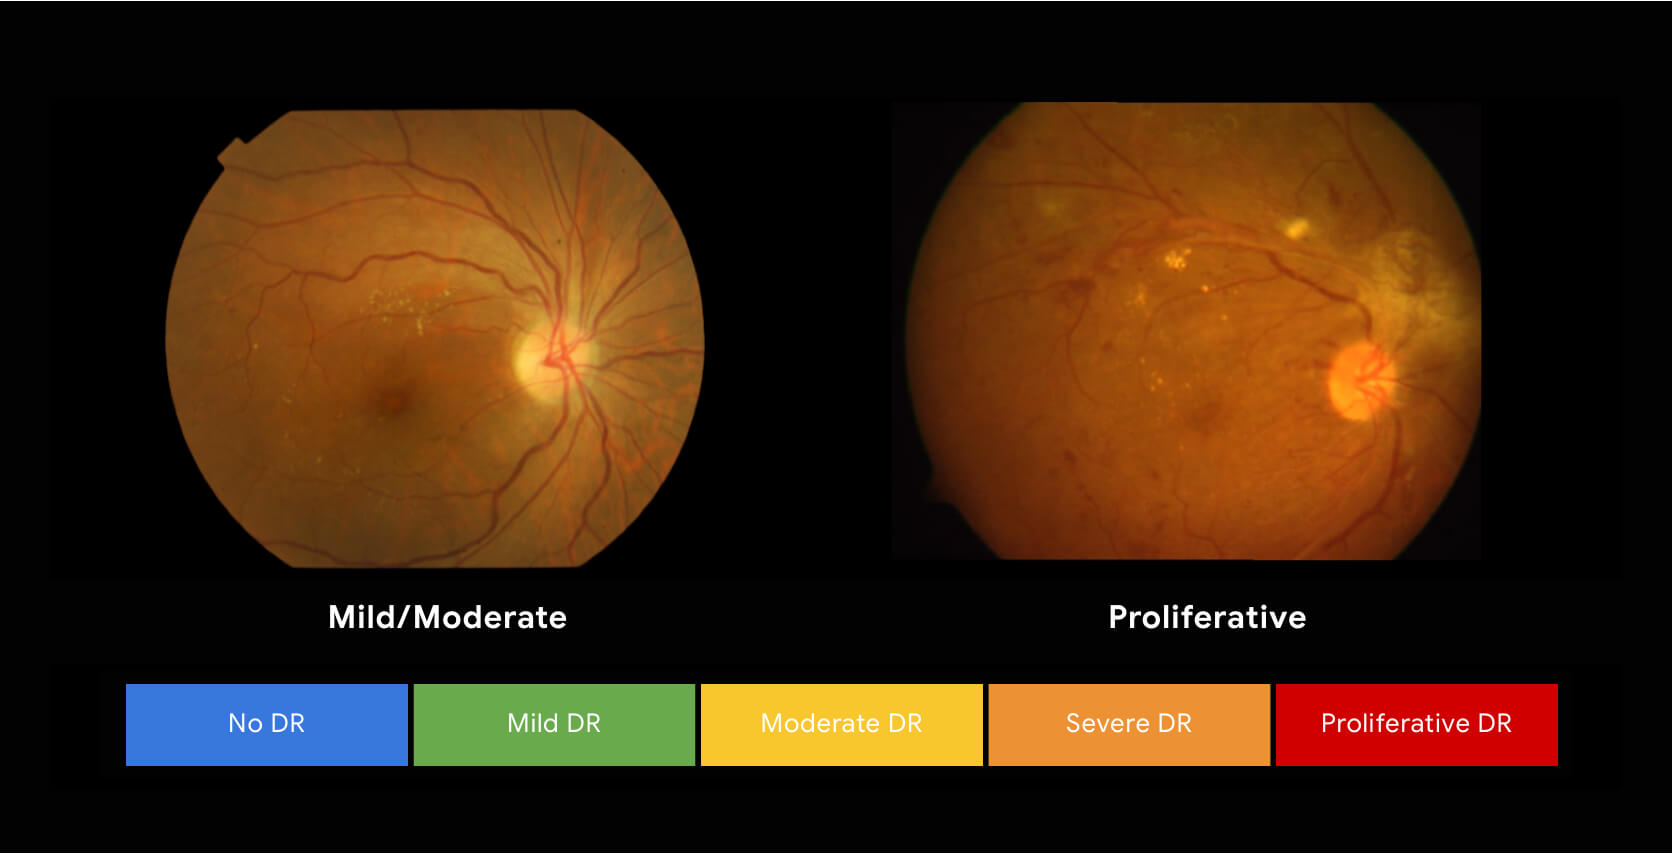 Mild/Moderate
Proliferative
No DR
Mild DR
Moderate DR
Severe DR
Proliferative DR